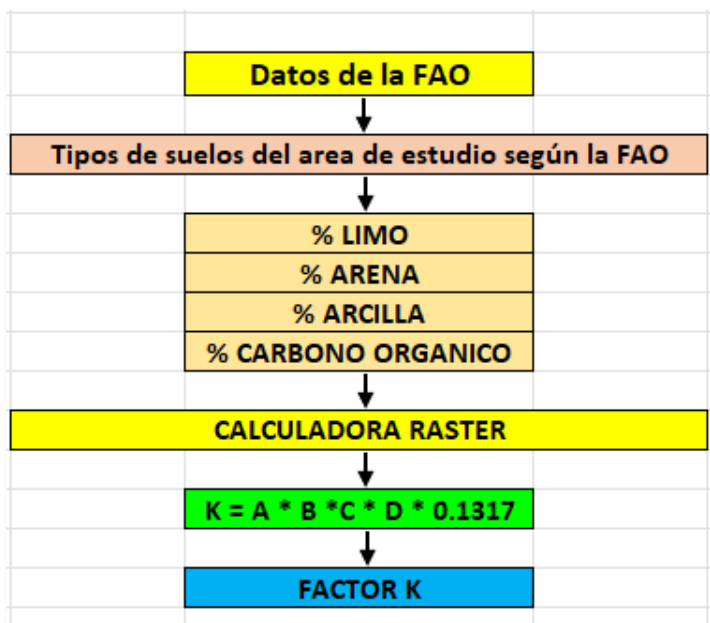 Datos de la FAO
Tipos de suelos del area de estudio según la FAO
% LIMO
% ARENA
% ARCILLA
% CARBONO ORGANICO
CALCULADORA RASTER
K = A * B *C * D * 0.1317
FACTOR K